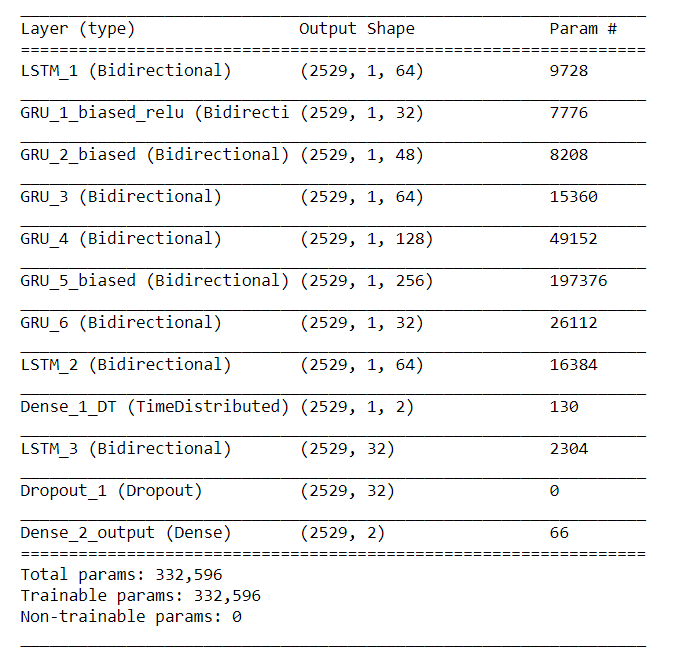 Layer (type) Output Shape Param #
LSTM_1 (Bidirectional) (2529, 1, 64) 9728
GRU_1_biased_relu (Bidirecti (2529, 1, 32) 7776
GRU_2_biased (Bidirectional) (2529, 1, 48) 8208
GRU_3 (Bidirectional) (2529, 1, 64) 15360
GRU_4 (Bidirectional) (2529, 1, 128) 49152
GRU_5_biased (Bidirectional) (2529, 1, 256) 197376
GRU_6 (Bidirectional) (2529, 1, 32) 26112
LSTM_2 (Bidirectional) (2529, 1, 64) 16384
Dense_1_DT (TimeDistributed) (2529, 1, 2) 130
LSTM_3 (Bidirectional) (2529, 32) 2304
Dropout_1 (Dropout) (2529, 32) 0
Dense_2_output (Dense) (2529, 2) 66
Total params: 332,596
Trainable params: 332,596
Non-trainable params: 0